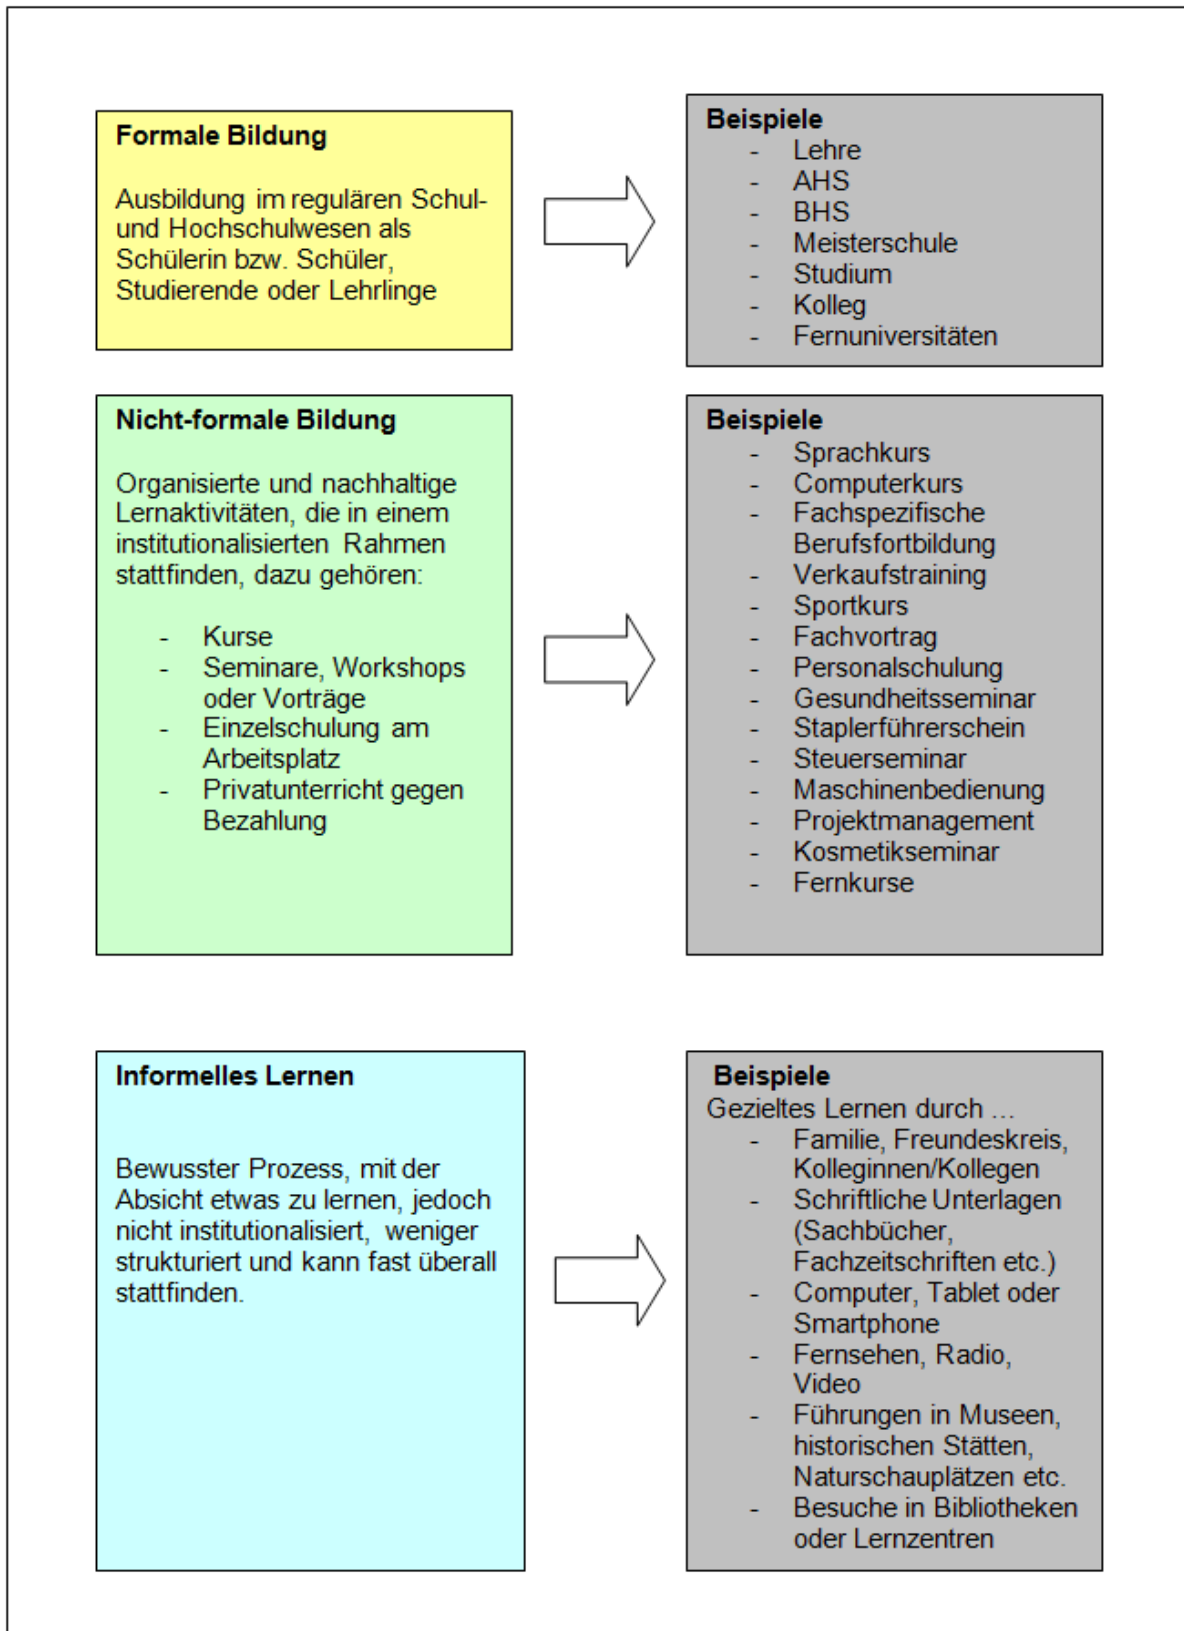 Formale Bildung
Ausbildung im regulären Schul-
und Hochschulwesen als
Schülerin bzw. Schüler,
Studierende oder Lehrlinge
Beispiele
- Lehre
- AHS
- BHS
- Meisterschule
- Studium
- Kolleg
- Fernuniversitäten
Nicht-formale Bildung
Organisierte und nachhaltige
Lernaktivitäten, die in einem
institutionalisierten Rahmen
stattfinden, dazu gehören:
- Kurse
- Seminare, Workshops
oder Vorträge
- Einzelschulung am
Arbeitsplatz
- Privatunterricht gegen
Bezahlung
Beispiele
- Sprachkurs
- Computerkurs
- Fachspezifische
Berufsfortbildung
- Verkaufstraining
- Sportkurs
- Fachvortrag
- Personalschulung
- Gesundheitsseminar
- Staplerführerschein
- Steuerseminar
- Maschinenbedienung
- Projektmanagement
- Kosmetikseminar
- Fernkurse
Informelles Lernen
Bewusster Prozess, mit der
Absicht etwas zu lernen, jedoch
nicht institutionalisiert, weniger
strukturiert und kann fast überall
stattfinden.
Beispiele
Gezieltes Lernen durch ...
- Familie, Freundeskreis,
Kolleginnen/Kollegen
- Schriftliche Unterlagen
(Sachbücher,
Fachzeitschriften etc.)
- Computer, Tablet oder
Smartphone
- Fernsehen, Radio,
Video
- Führungen in Museen,
historischen Stätten,
Naturschauplätzen etc.
- Besuche in Bibliotheken
oder Lernzentren